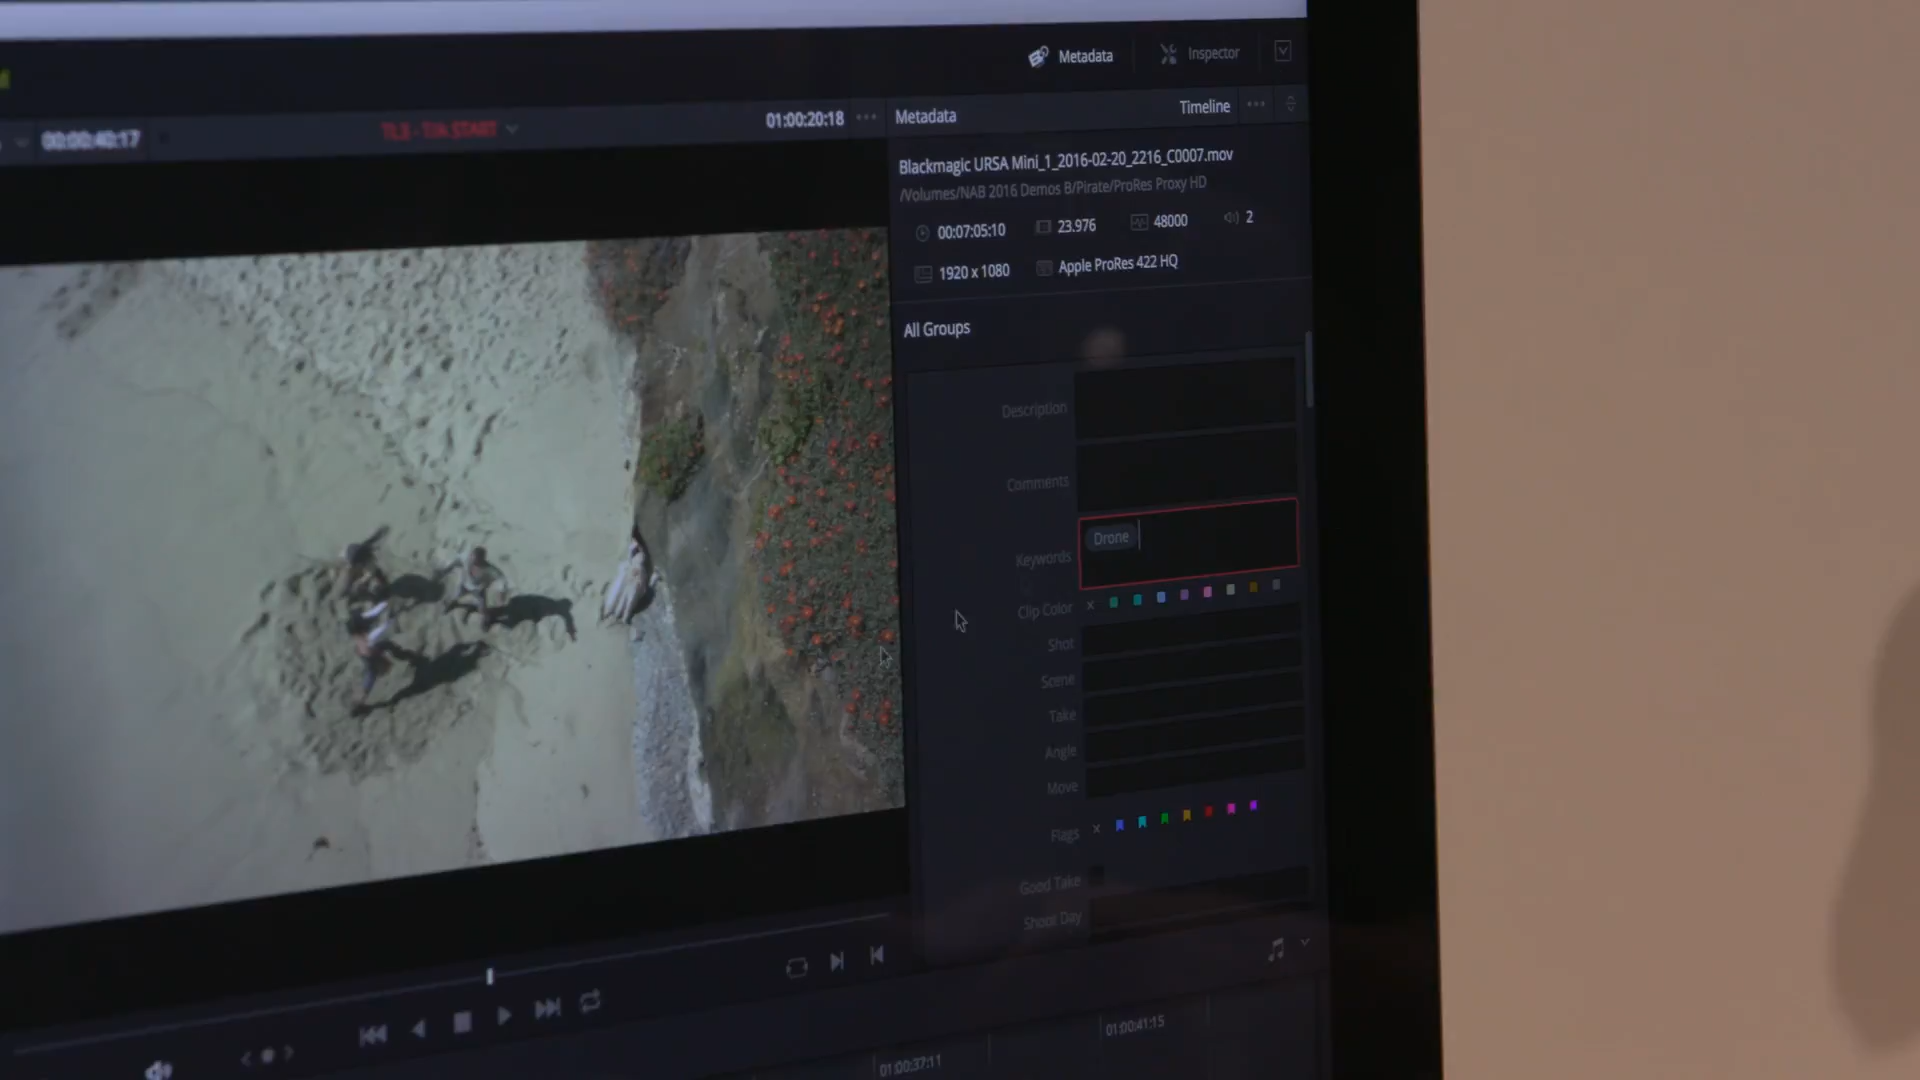 Metadata
Inspector
00:00:40:17
TL3 - T/A START
01:00:20:18
Metadata
Timeline
Blackmagic URSA Mini_1_2016-02-20_2216_C0007.mov
/Volumes/NAB 2016 Demos B/Pirate/ProRes Proxy HD
00:07:05:10
23.976
48000
2
1920 x 1080
Apple ProRes 422 HQ
All Groups
Description
Comments
Keywords
Drone
Clip Color
Shot
Scene
Take
Angle
Move
Flags
Good Take
Shoot Day
01:00:37:11
01:00:41:15